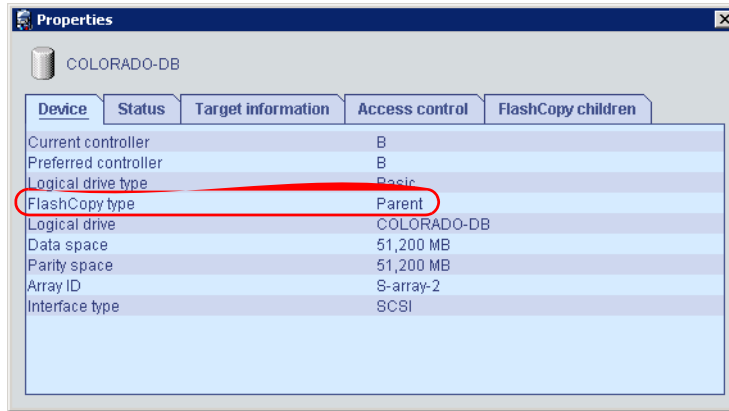 Properties
COLORADO-DB
Device Status Target information Access control FlashCopy children
Current controller B
Preferred controller B
Logical drive type Basic
FlashCopy type Parent
Logical drive COLORADO-DB
Data space 51,200 MB
Parity space 51,200 MB
Array ID S-array-2
Interface type SCSI